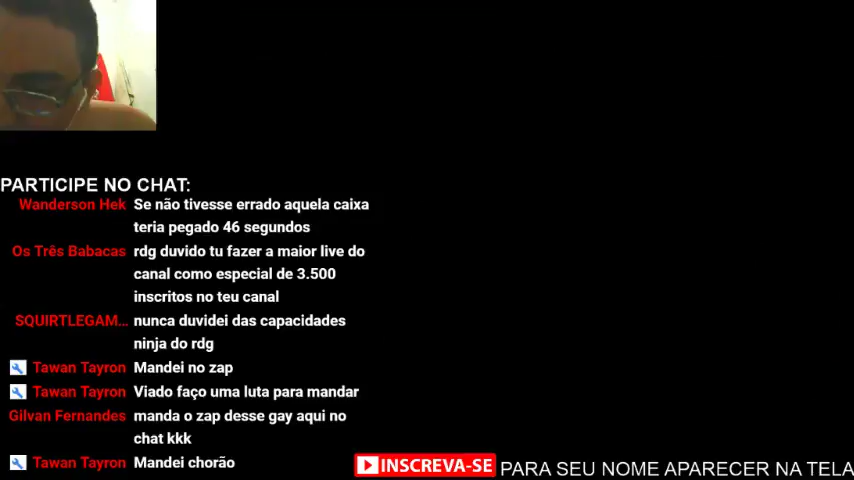 PARTICIPE NO CHAT:
Wanderson Hek Se não tivesse errado aquela caixa
teria pegado 46 segundos
Os Três Babacas rdg duvido tu fazer a maior live do
canal como especial de 3.500
inscritos no teu canal
SQUIRTLEGAM... nunca duvidei das capacidades
ninja do rdg
Tawan Tayron Mandei no zap
Tawan Tayron Viado faço uma luta para mandar
Gilvan Fernandes manda o zap desse gay aqui no
chat kkk
Tawan Tayron Mandei chorão
INSCREVA-SE PARA SEU NOME APARECER NA TELA